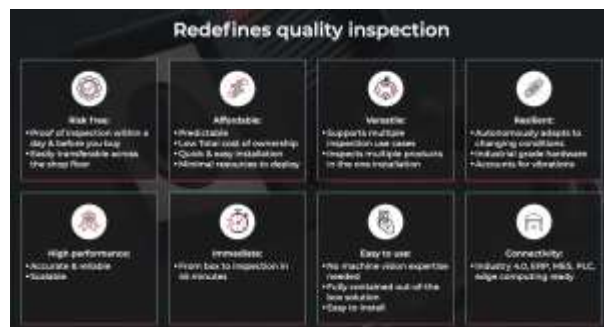 Redefines quality inspection
Risk free:
•Proof of inspection within a
day & before you buy
•Easily transferable across
the shop floor
Affordable:
•Predictable
•Low Total cost of ownership
•Quick & easy installation
•Minimal resources to deploy
Versatile:
•Supports multiple
inspection use cases
•Inspects multiple products
in the one installation
Resilient:
•Autonomously adapts to
changing conditions
•Industrial grade hardware
•Accounts for vibrations
High performance:
•Accurate & reliable
•Scalable
Immediate:
•From box to inspection in
45 minutes
Easy to use:
•No machine vision expertise
needed
•Fully contained out-of-the
box solution
•Easy to install
Connectivity:
•Industry 4.0, ERP, MES, PLC,
edge computing ready